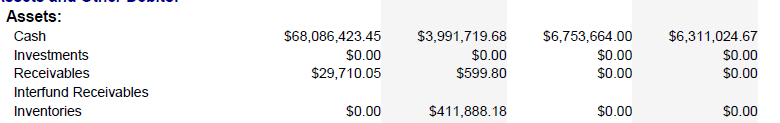 Assets:
Cash $68,086,423.45 $3,991,719.68 $6,753,664.00 $6,311,024.67
Investments $0.00 $0.00 $0.00 $0.00
Receivables $29,710.05 $599.80 $0.00 $0.00
Interfund Receivables
Inventories $0.00 $411,888.18 $0.00 $0.00